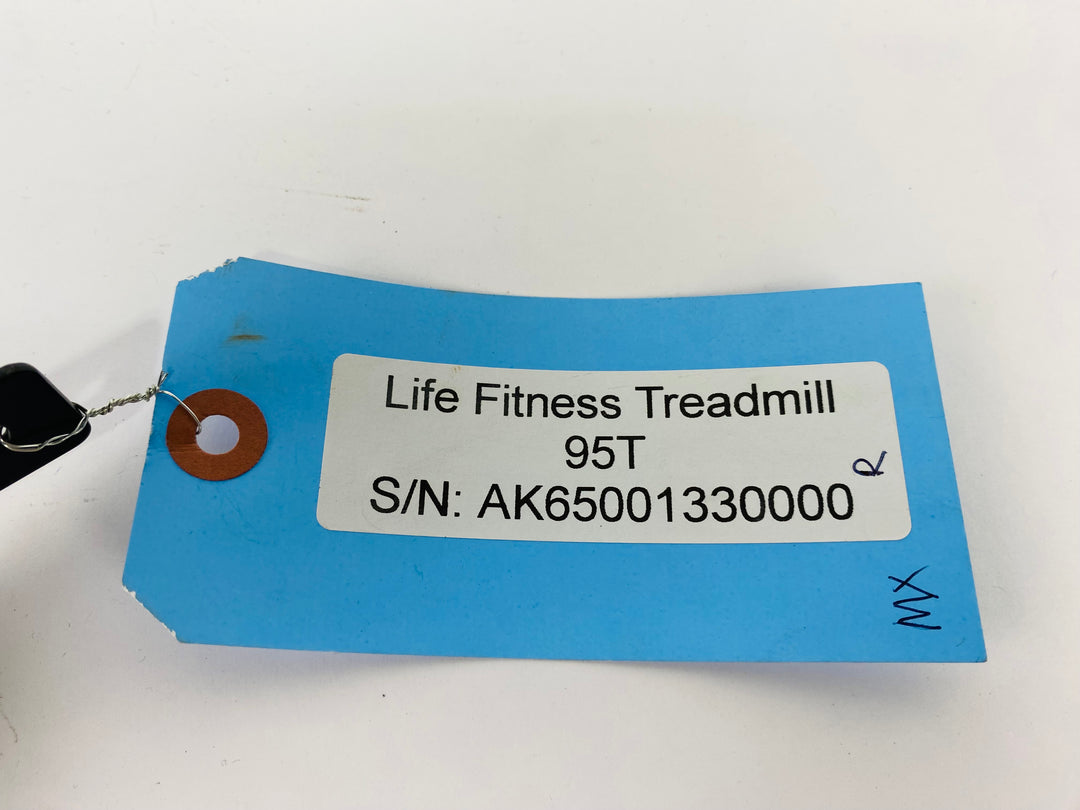 Life Fitness Treadmill
95T
S/N: AK65001330000
R
MX